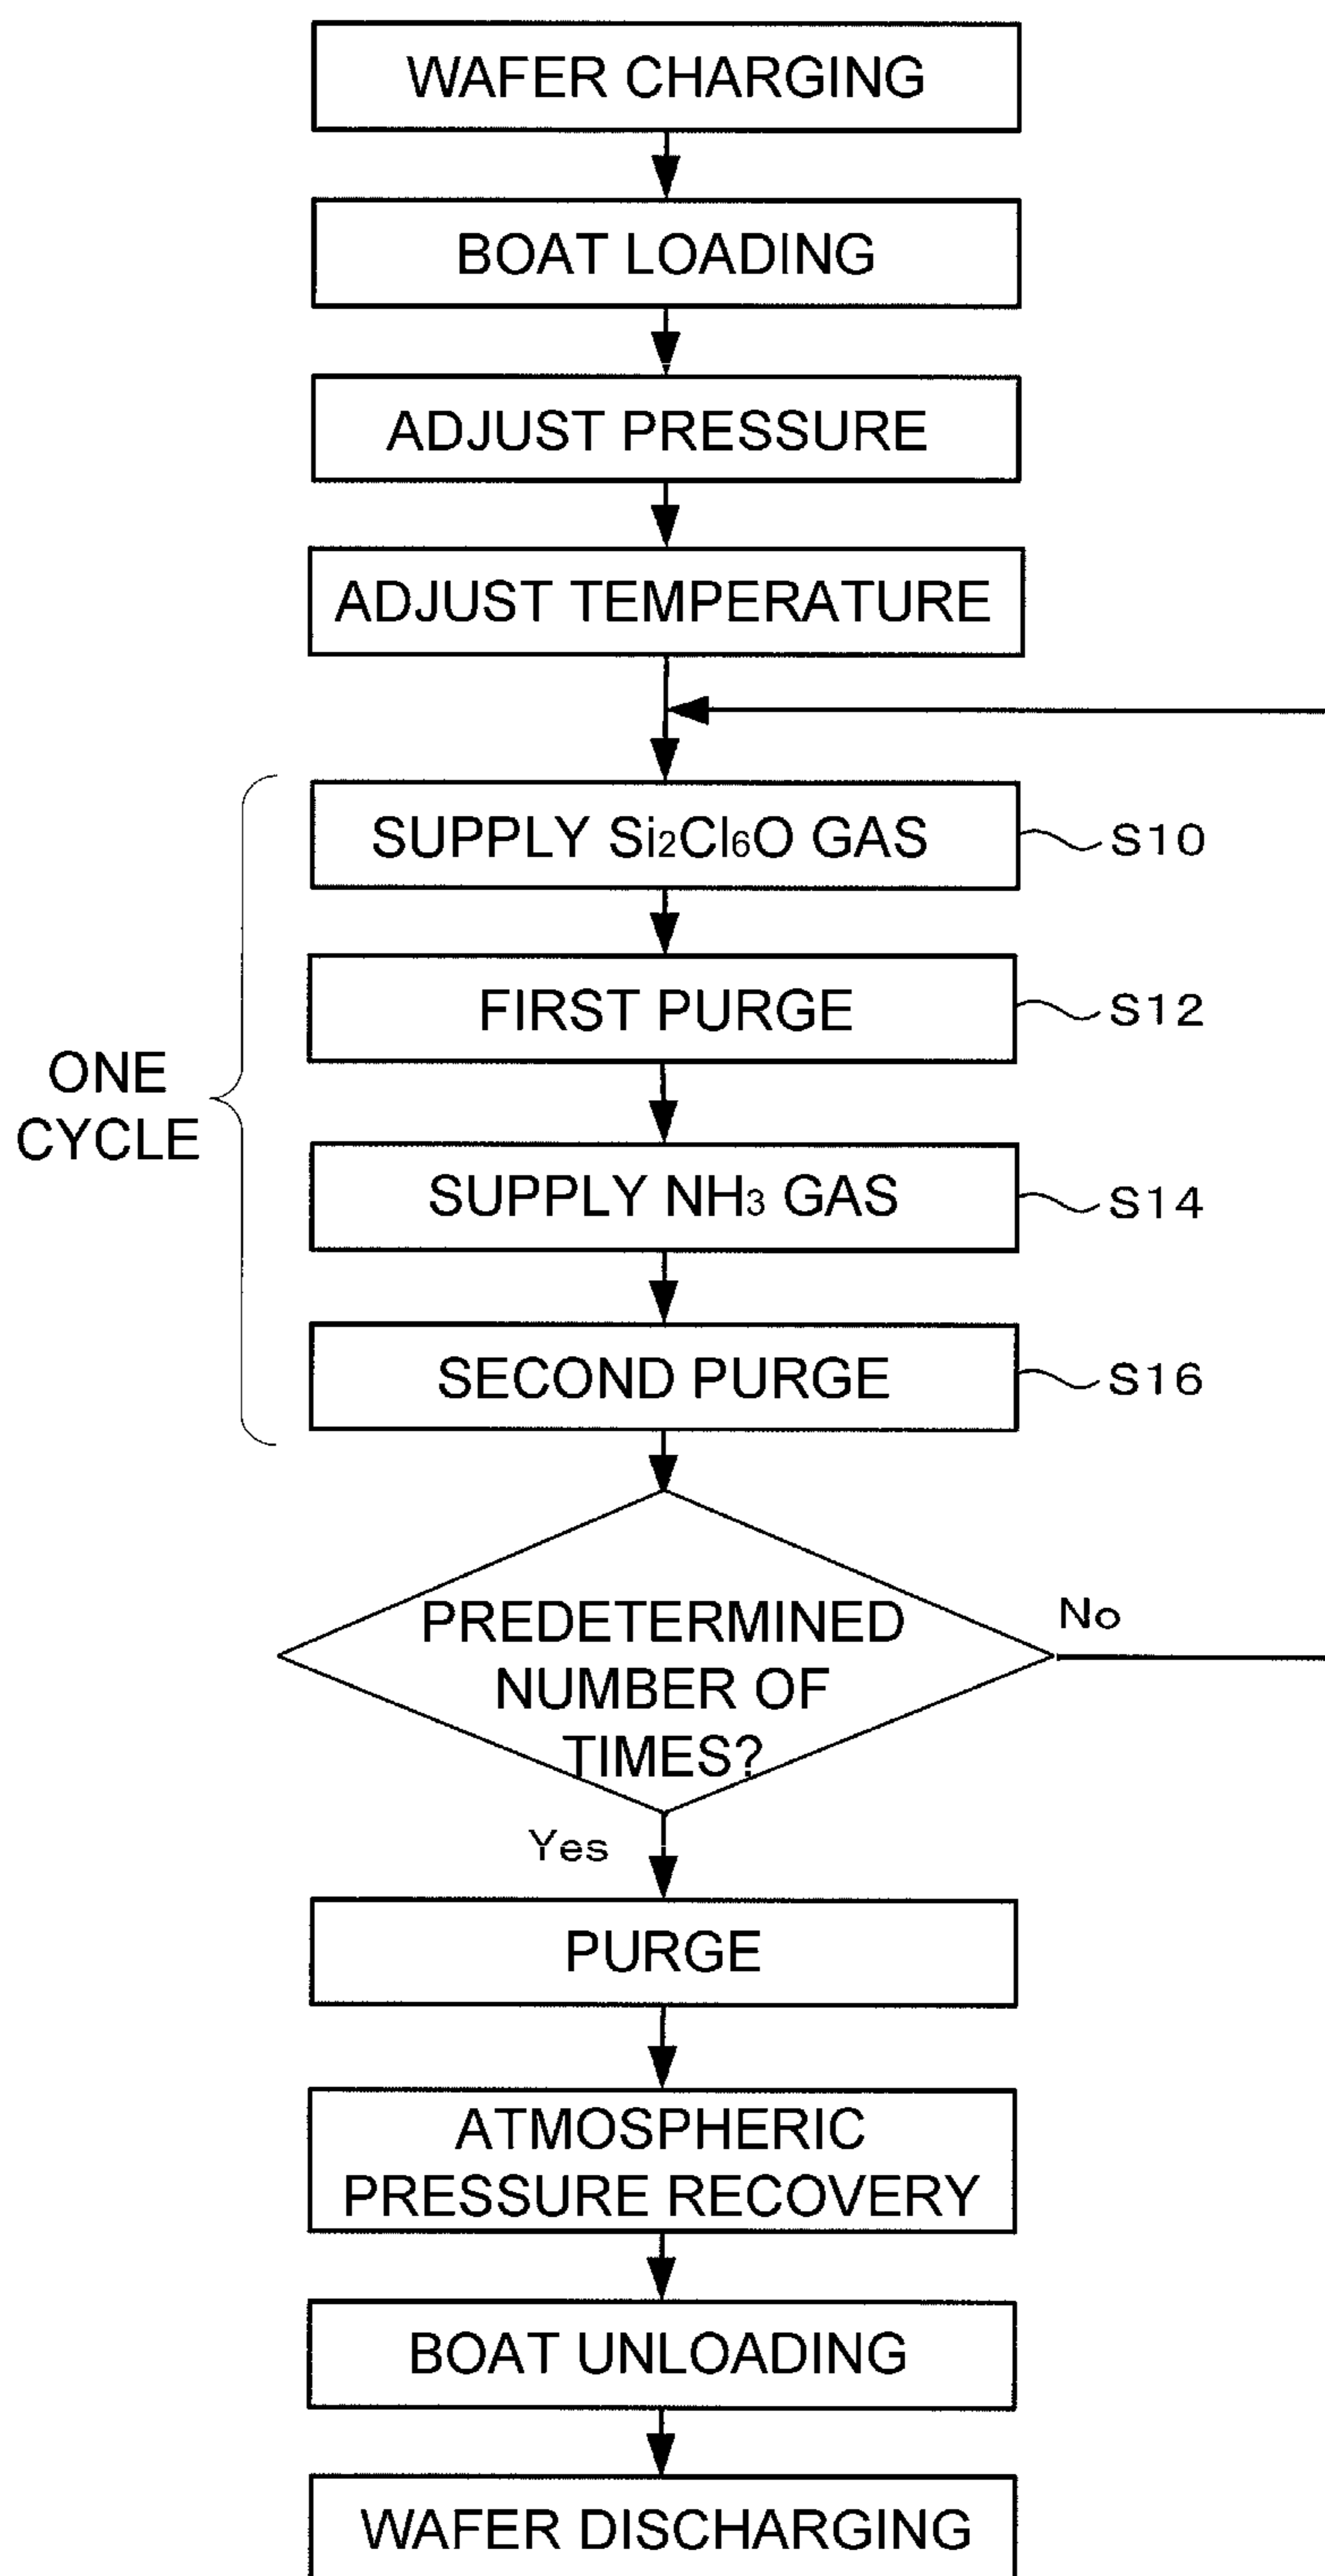 WAFER CHARGING
BOAT LOADING
ADJUST PRESSURE
ADJUST TEMPERATURE
SUPPLY Si₂Cl₆O GAS
S10
FIRST PURGE
S12
ONE
CYCLE
SUPPLY NH₃ GAS
S14
SECOND PURGE
S16
PREDETERMINED
NUMBER OF
TIMES?
No
Yes
PURGE
ATMOSPHERIC
PRESSURE RECOVERY
BOAT UNLOADING
WAFER DISCHARGING